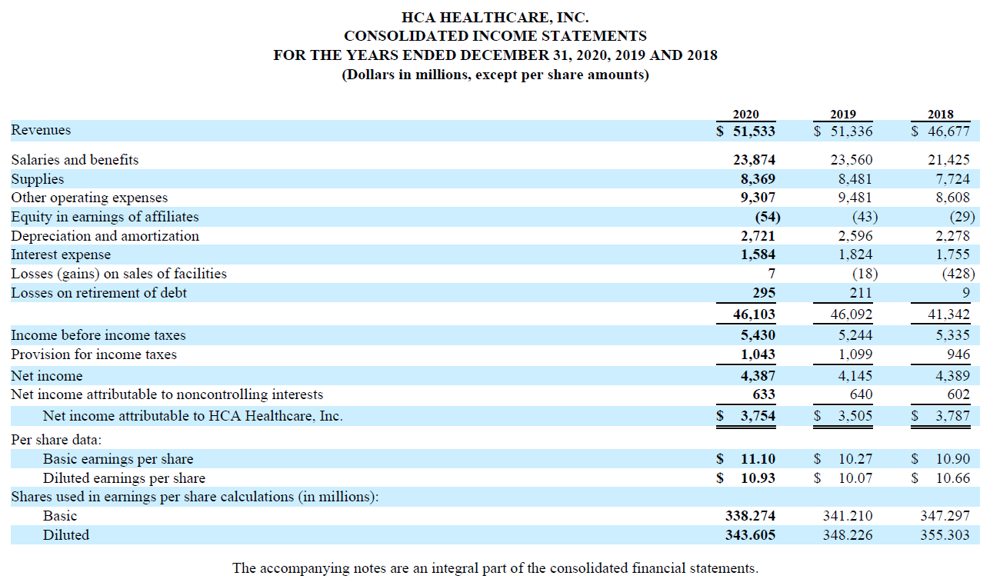 HCA HEALTHCARE, INC.
CONSOLIDATED INCOME STATEMENTS
FOR THE YEARS ENDED DECEMBER 31, 2020, 2019 AND 2018
(Dollars in millions, except per share amounts)
2020 2019 2018
Revenues $ 51,533 $ 51,336 $ 46,677
Salaries and benefits 23,874 23,560 21,425
Supplies 8,369 8,481 7,724
Other operating expenses 9,307 9,481 8,608
Equity in earnings of affiliates (54) (43) (29)
Depreciation and amortization 2,721 2,596 2,278
Interest expense 1,584 1,824 1,755
Losses (gains) on sales of facilities 7 (18) (428)
Losses on retirement of debt 295 211 9
46,103 46,092 41,342
Income before income taxes 5,430 5,244 5,335
Provision for income taxes 1,043 1,099 946
Net income 4,387 4,145 4,389
Net income attributable to noncontrolling interests 633 640 602
Net income attributable to HCA Healthcare, Inc. $ 3,754 $ 3,505 $ 3,787
Per share data:
Basic earnings per share $ 11.10 $ 10.27 $ 10.90
Diluted earnings per share $ 10.93 $ 10.07 $ 10.66
Shares used in earnings per share calculations (in millions):
Basic 338.274 341.210 347.297
Diluted 343.605 348.226 355.303
The accompanying notes are an integral part of the consolidated financial statements.